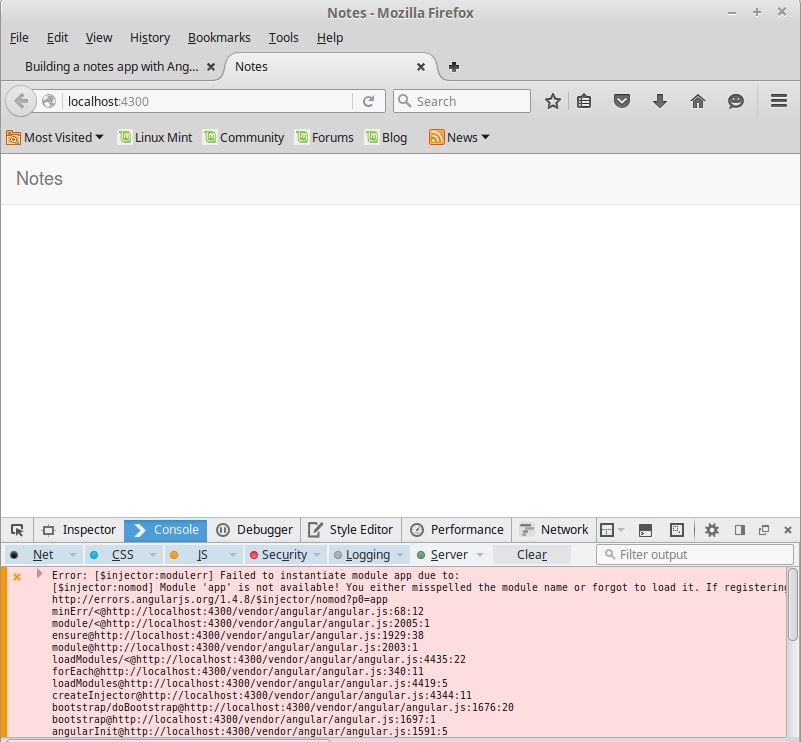 Notes - Mozilla Firefox
File Edit View History Bookmarks Tools Help
Building a notes app with Ang... Notes
localhost:4300 Search
Most Visited Linux Mint Community Forums Blog News
Notes
Inspector Console Debugger Style Editor Performance Network
Net CSS JS Security Logging Server Clear Filter output
Error: [$injector:modulerr] Failed to instantiate module app due to:
[$injector:nomod] Module 'app' is not available! You either misspelled the module name or forgot to load it. If registering
http://errors.angularjs.org/1.4.8/$injector/nomod?p0=app
minErr/<@http://localhost:4300/vendor/angular/angular.js:68:12
module/<@http://localhost:4300/vendor/angular/angular.js:2005:1
ensure@http://localhost:4300/vendor/angular/angular.js:1929:38
module@http://localhost:4300/vendor/angular/angular.js:2003:1
loadModules/<@http://localhost:4300/vendor/angular/angular.js:4435:22
forEach@http://localhost:4300/vendor/angular/angular.js:340:11
loadModules@http://localhost:4300/vendor/angular/angular.js:4419:5
createInjector@http://localhost:4300/vendor/angular/angular.js:4344:11
bootstrap/doBootstrap@http://localhost:4300/vendor/angular/angular.js:1676:20
bootstrap@http://localhost:4300/vendor/angular/angular.js:1697:1
angularInit@http://localhost:4300/vendor/angular/angular.js:1591:5